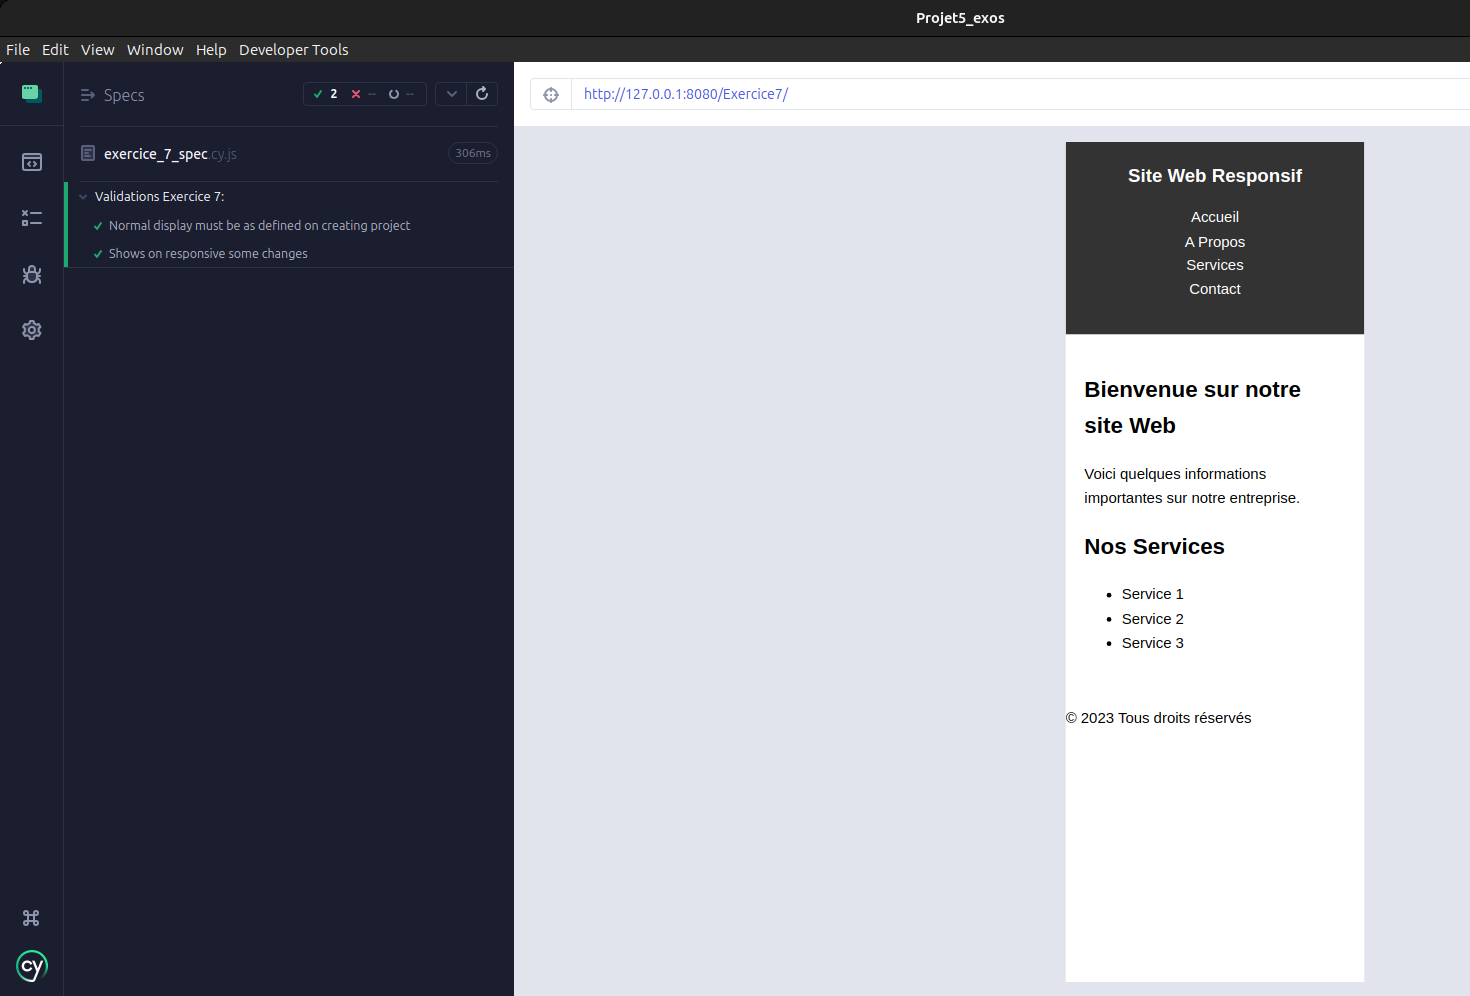 Projet5_exos
File Edit View Window Help Developer Tools
Specs
2 -- --
http://127.0.0.1:8080/Exercice7/
exercice_7_spec.cy.js
306ms
Validations Exercice 7:
Normal display must be as defined on creating project
Shows on responsive some changes
cy
Site Web Responsif
Accueil
A Propos
Services
Contact
Bienvenue sur notre
site Web
Voici quelques informations
importantes sur notre entreprise.
Nos Services
• Service 1
• Service 2
• Service 3
© 2023 Tous droits réservés